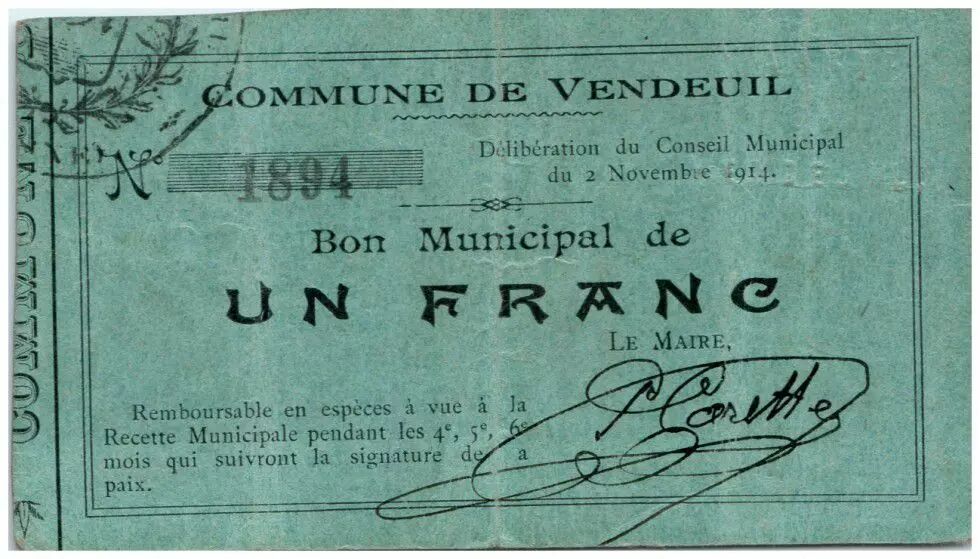 COMMUNE DE VENDEUIL
No 1894
Délibération du Conseil Municipal
du 2 Novembre 1914.
Bon Municipal de
UN FRANC
LE MAIRE,
Remboursable en espèces à vue à la
Recette Municipale pendant les 4e, 5e, 6e
mois qui suivront la signature de a
paix.
COMMUNE